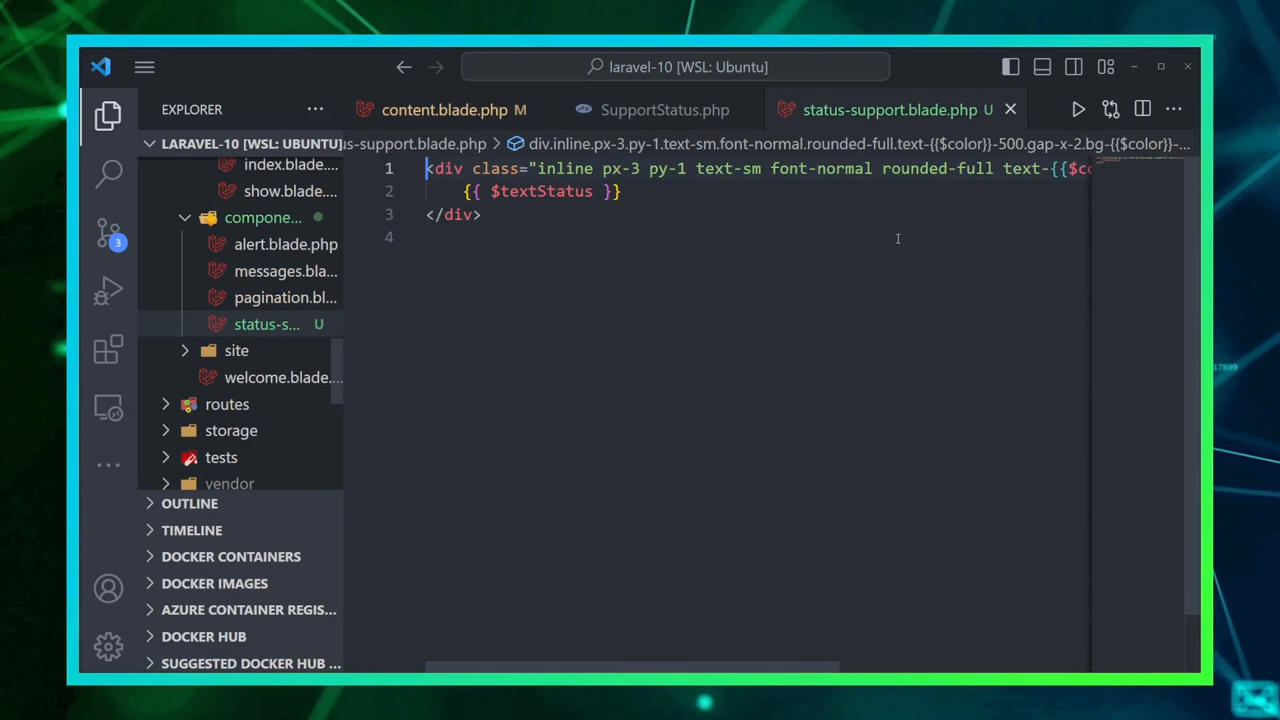 laravel-10 [WSL: Ubuntu]
EXPLORER
content.blade.php M
SupportStatus.php
status-support.blade.php U
LARAVEL-10 [WSL: UBUNTU]
us-support.blade.php > div.inline.px-3.py-1.text-sm.font-normal.rounded-full.text-{{$color}}-500.gap-x-2.bg-{{$color}}-...
index.blade....
show.blade....
compone...
alert.blade.php
messages.bla...
pagination.bl...
status-s... U
site
welcome.blade....
routes
storage
tests
vendor
OUTLINE
TIMELINE
DOCKER CONTAINERS
DOCKER IMAGES
AZURE CONTAINER REGIS...
DOCKER HUB
SUGGESTED DOCKER HUB ...
3
1 <div class="inline px-3 py-1 text-sm font-normal rounded-full text-{{$co
2 {{ $textStatus }}
3 </div>
4
17899